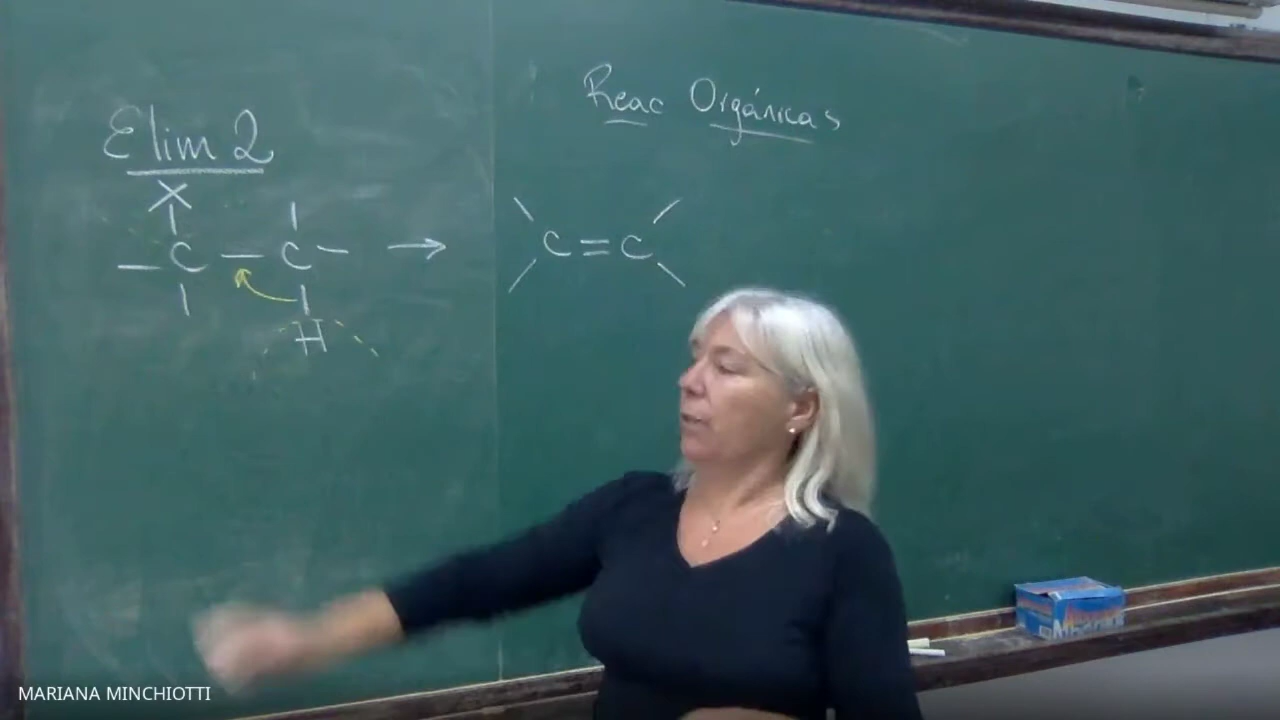 Reac Orgánicas
Elim 2
X
C — C — → C = C
H
MARIANA MINCHIOTTI